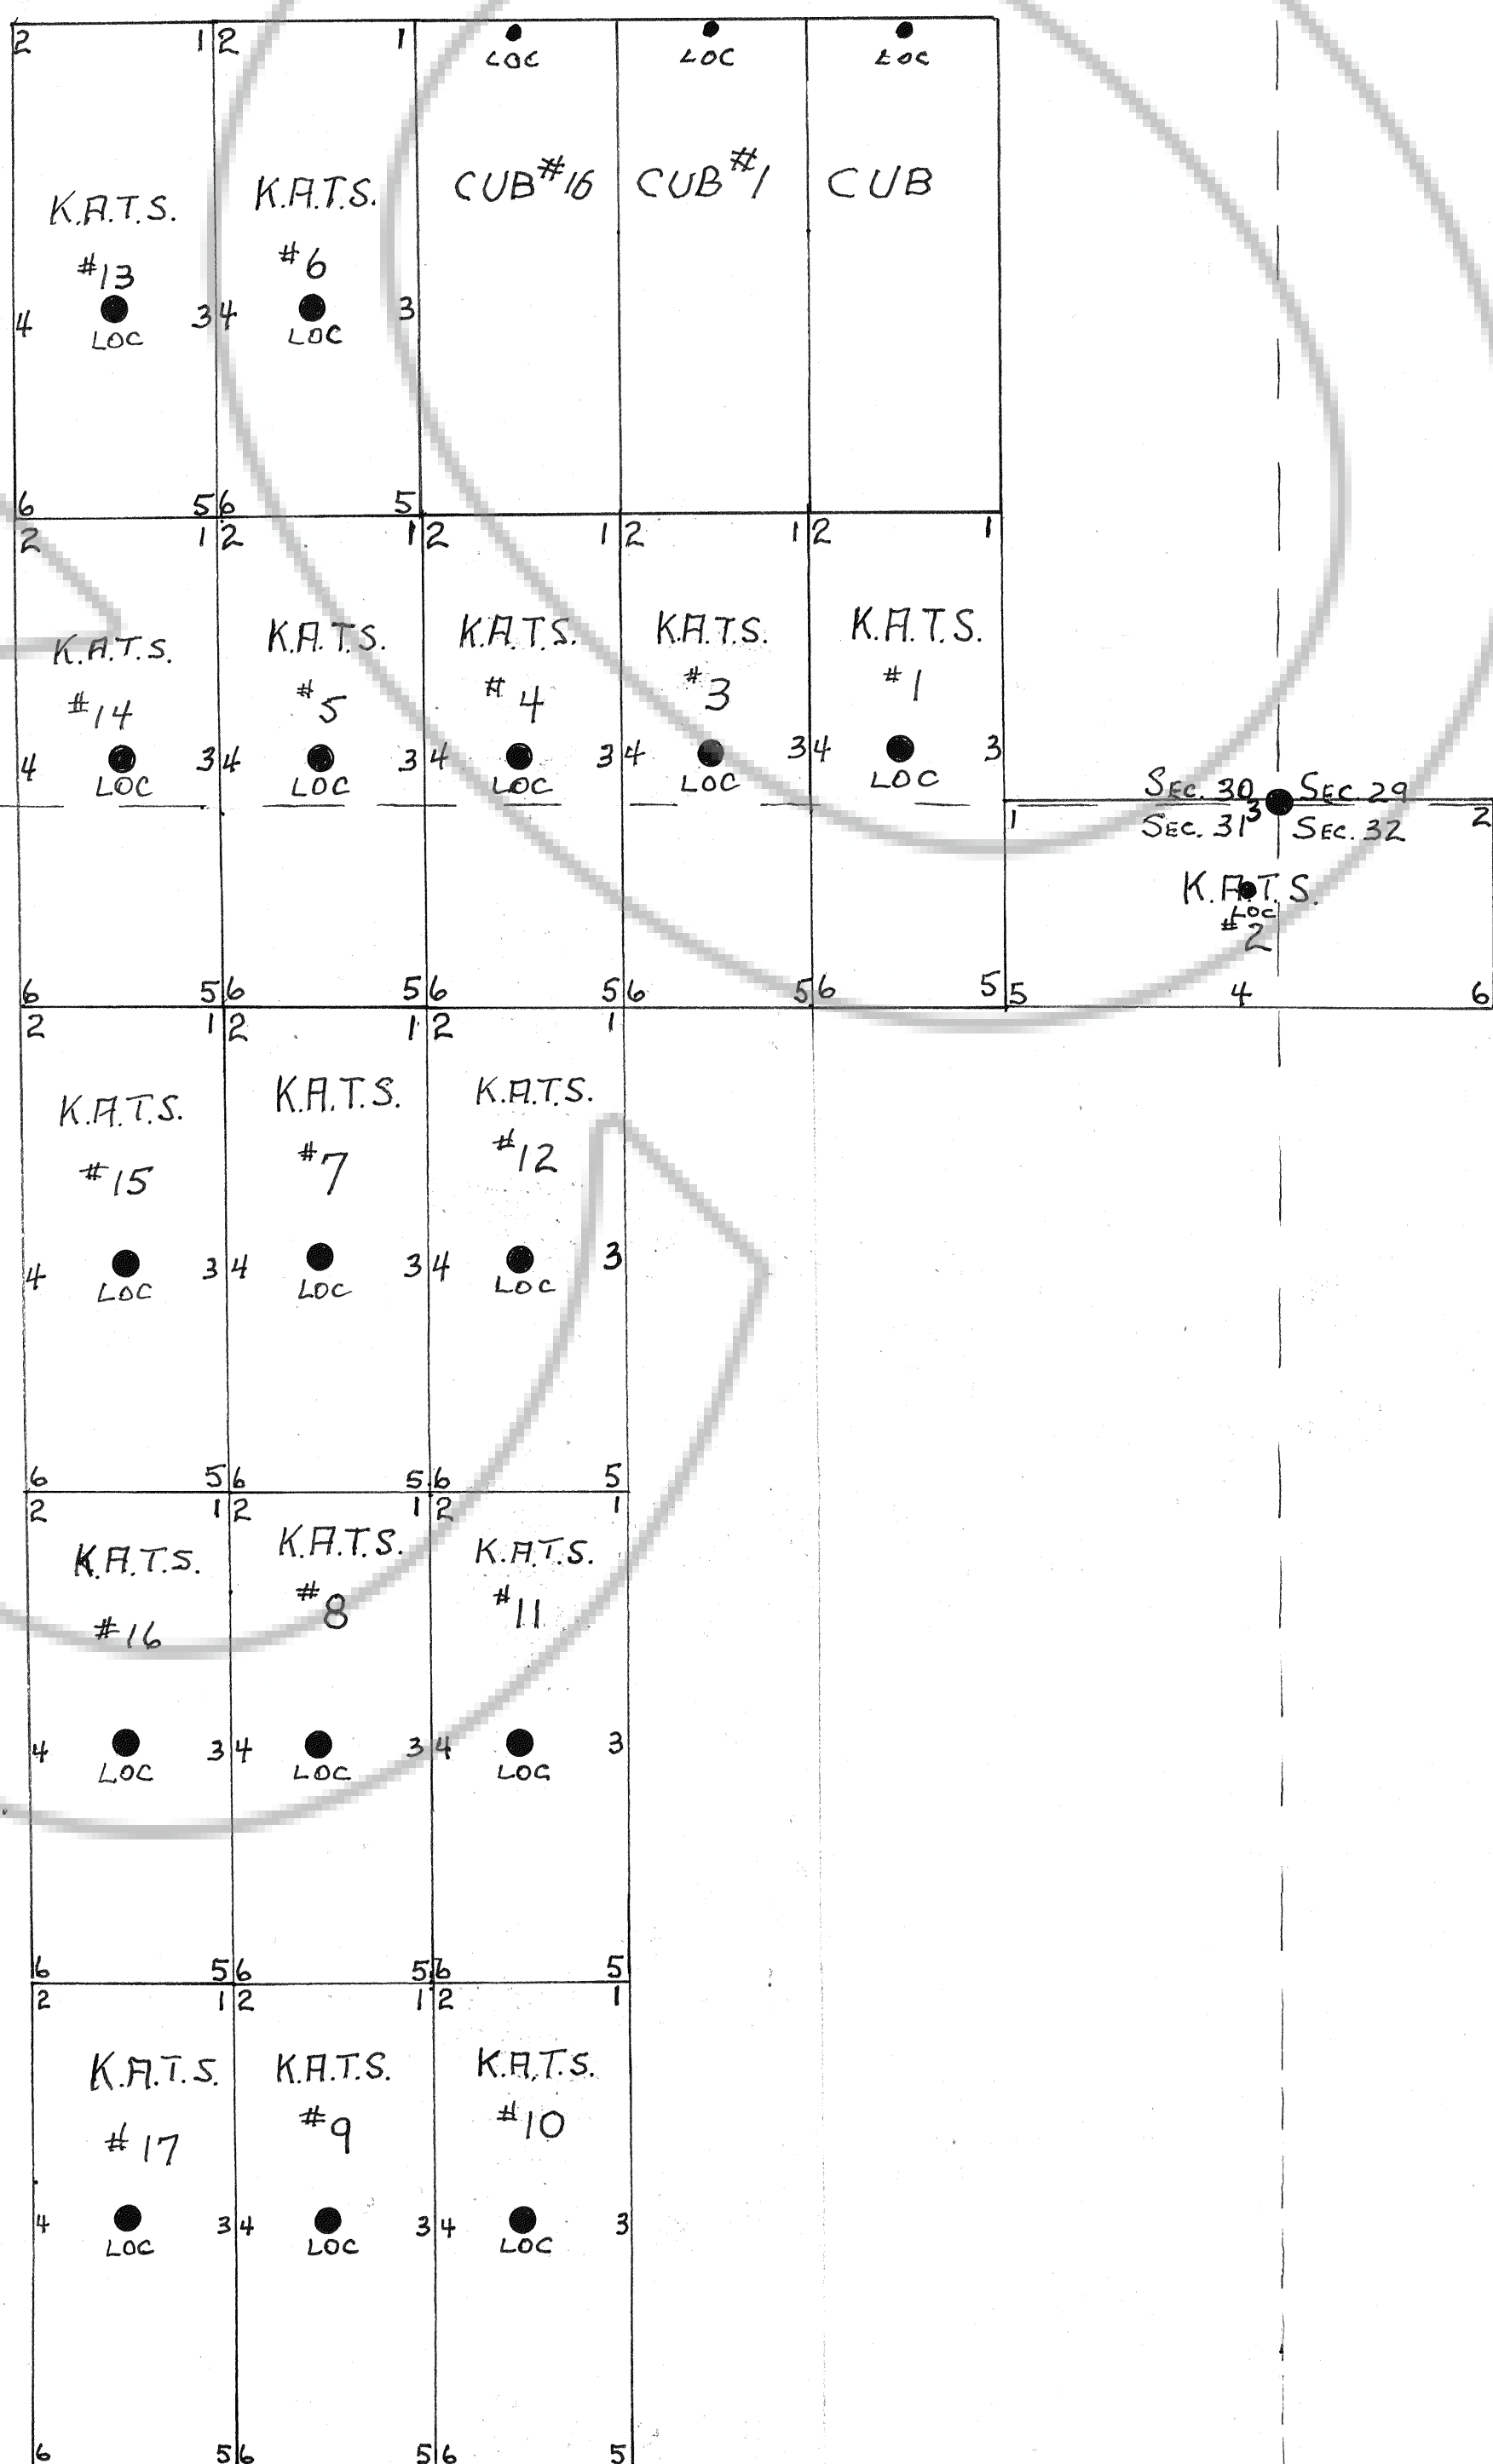 2 1 2 1 LOC LOC LOC
K.A.T.S. K.A.T.S. CUB #16 CUB #1 CUB
#13 #6
4 3 4 3
LOC LOC
6 5 6 5
2 1 2 1 2 1 2 1 2 1
K.A.T.S. K.A.T.S. K.A.T.S. K.A.T.S. K.A.T.S.
#14 #5 #4 #3 #1
4 3 4 3 4 3 4 3 4 3
LOC LOC LOC LOC LOC
SEC. 30 SEC. 29
1 3 2
SEC. 31 SEC. 32
K.A.T.S.
LOC
#2
6 5 6 5 6 5 6 5 6 5 5 4 6
2 1 2 1 2 1
K.A.T.S. K.A.T.S. K.A.T.S.
#15 #7 #12
4 3 4 3 4 3
LOC LOC LOC
6 5 6 5 6 5
2 1 2 1 2 1
K.A.T.S. K.A.T.S. K.A.T.S.
#16 #8 #11
4 3 4 3 4 3
LOC LOC LOC
6 5 6 5 6 5
2 1 2 1 2 1
K.A.T.S. K.A.T.S. K.A.T.S.
#17 #9 #10
4 3 4 3 4 3
LOC LOC LOC
6 5 6 5 6 5